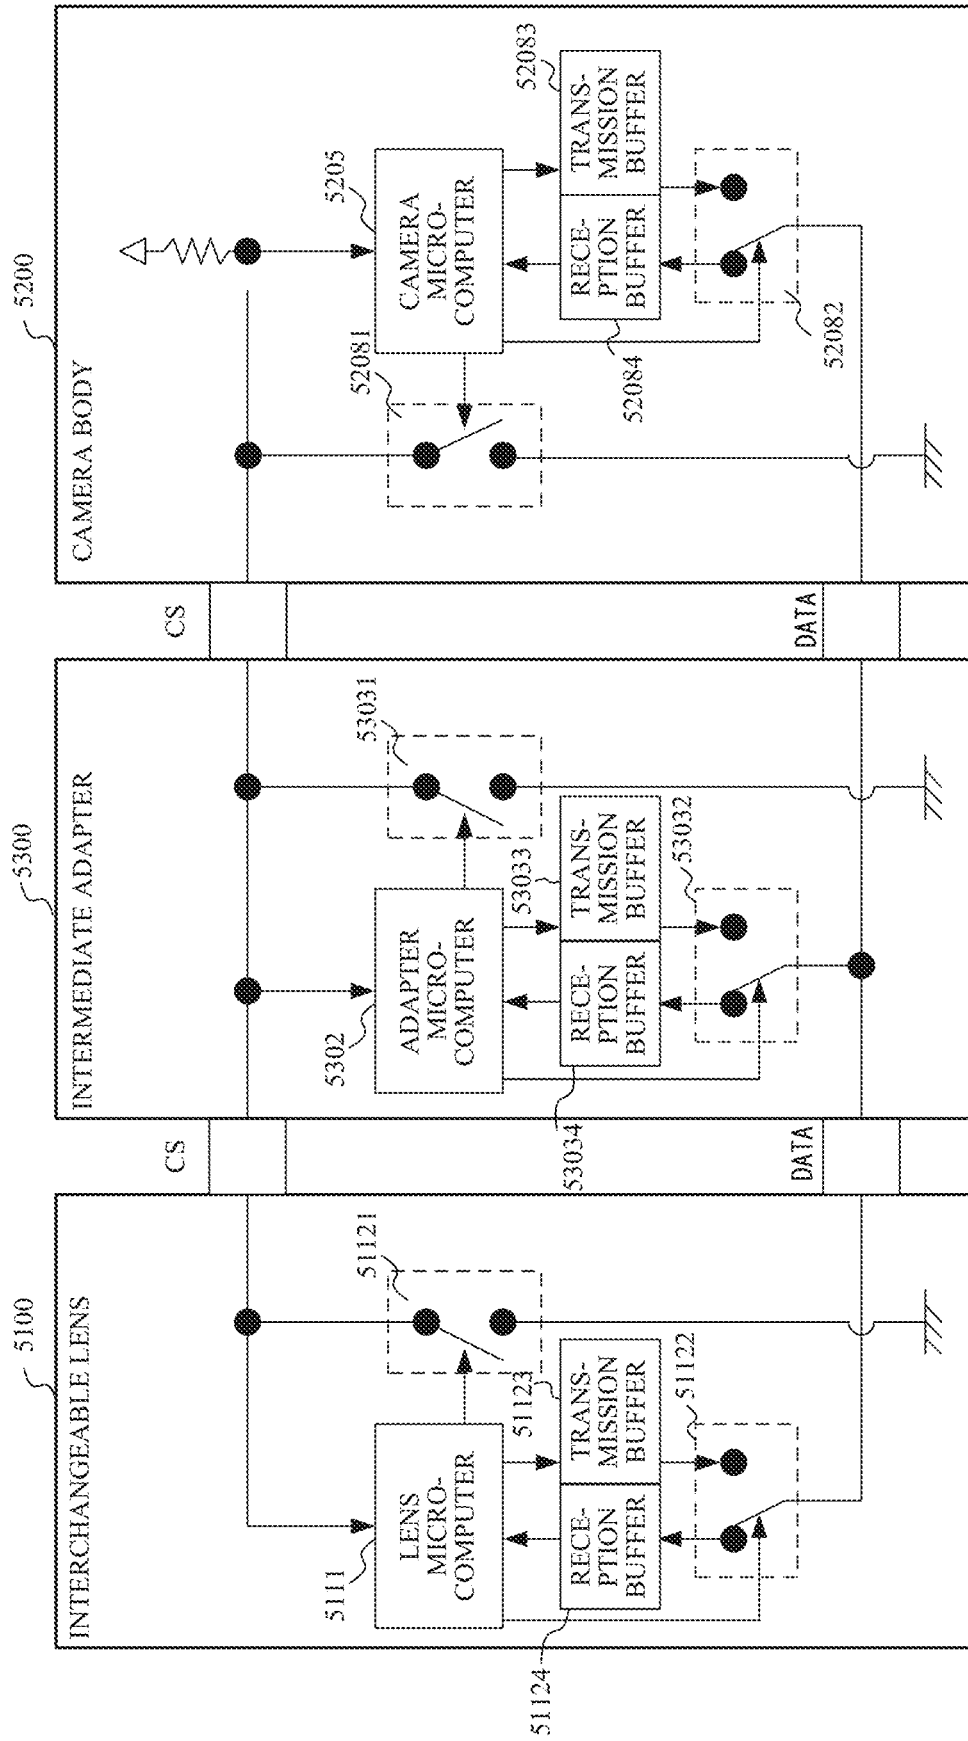 5100
INTERCHANGEABLE LENS
5111
LENS
MICRO-
COMPUTER
51121
51123
51124
RECE-
PTION
BUFFER
TRANS-
MISSION
BUFFER
51122
CS
DATA
5300
INTERMEDIATE ADAPTER
5302
ADAPTER
MICRO-
COMPUTER
53031
53033
53034
RECE-
PTION
BUFFER
TRANS-
MISSION
BUFFER
53032
CS
DATA
5200
CAMERA BODY
52081
5205
CAMERA
MICRO-
COMPUTER
52083
52084
RECE-
PTION
BUFFER
TRANS-
MISSION
BUFFER
52082